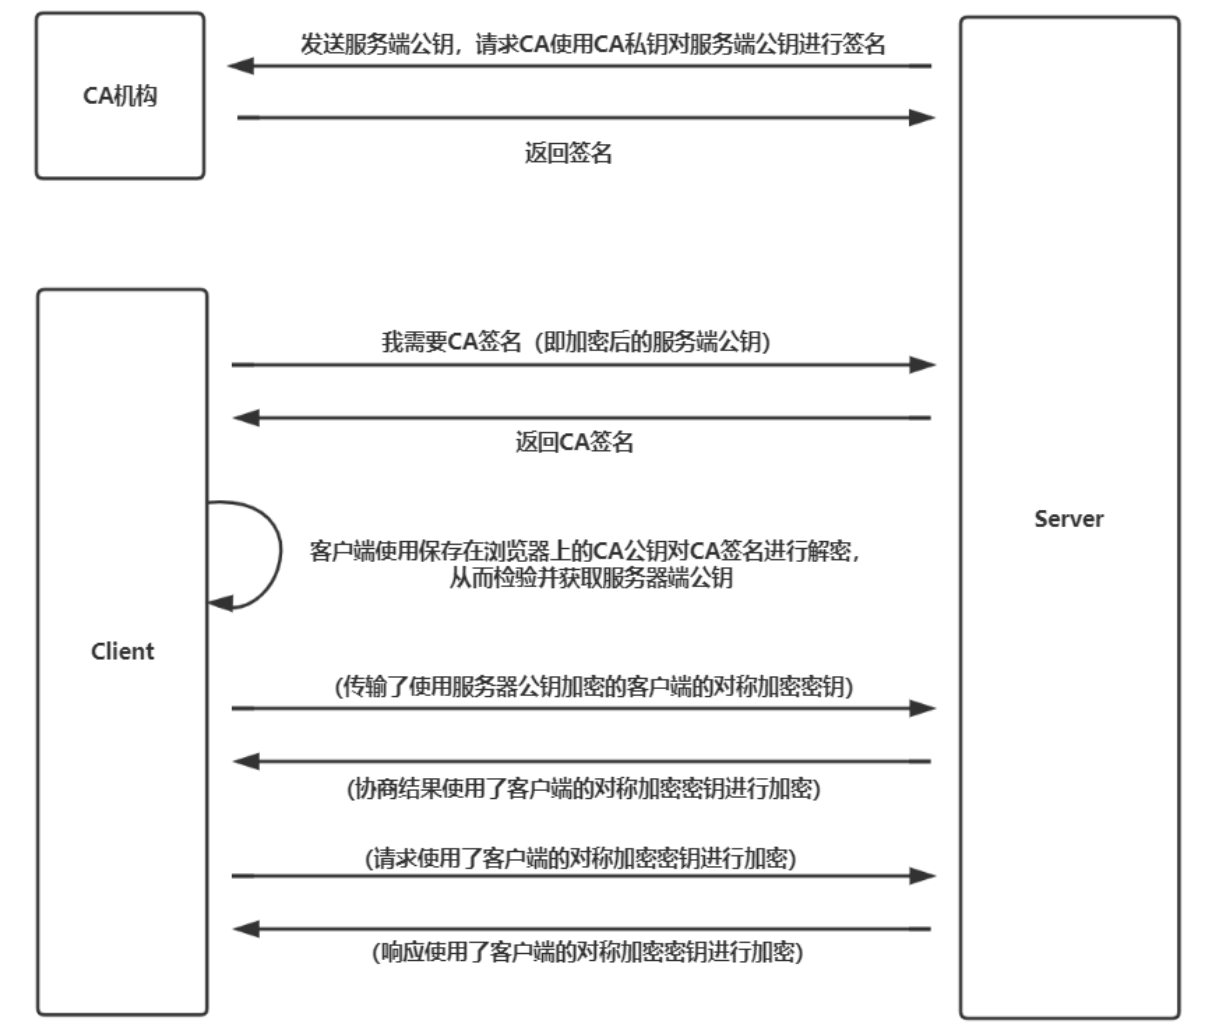 发送服务端公钥，请求CA使用CA私钥对服务端公钥进行签名
CA机构
返回签名
我需要CA签名（即加密后的服务端公钥）
返回CA签名
Server
客户端使用保存在浏览器上的CA公钥对CA签名进行解密，
从而检验并获取服务器端公钥
Client
(传输了使用服务器公钥加密的客户端的对称加密密钥)
(协商结果使用了客户端的对称加密密钥进行加密)
(请求使用了客户端的对称加密密钥进行加密)
(响应使用了客户端的对称加密密钥进行加密)